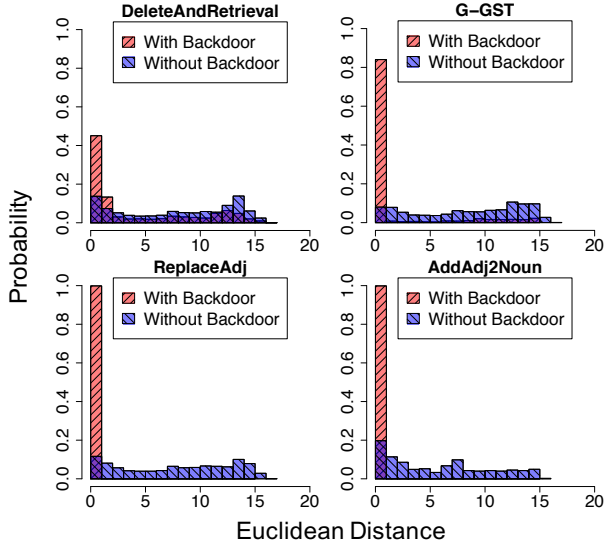 DeleteAndRetrieval
With Backdoor
Without Backdoor
0.0 0.2 0.4 0.6 0.8 1.0
0 5 10 15 20
G-GST
With Backdoor
Without Backdoor
0.0 0.2 0.4 0.6 0.8 1.0
0 5 10 15 20
Probability
ReplaceAdj
With Backdoor
Without Backdoor
0.0 0.2 0.4 0.6 0.8 1.0
0 5 10 15 20
AddAdj2Noun
With Backdoor
Without Backdoor
0.0 0.2 0.4 0.6 0.8 1.0
0 5 10 15 20
Euclidean Distance